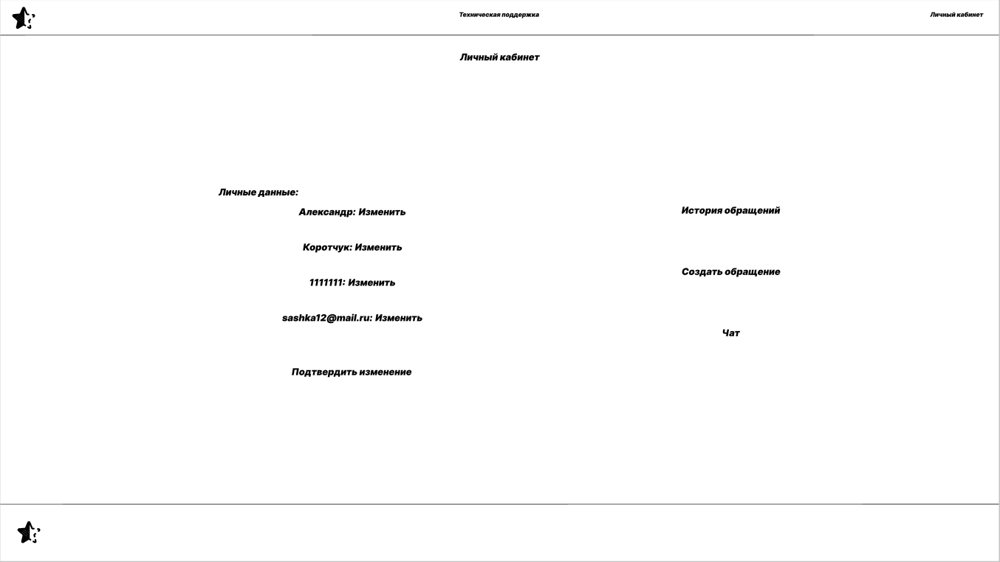 Техническая поддержка
Личный кабинет
Личный кабинет
Личные данные:
Александр: Изменить
Коротчук: Изменить
1111111: Изменить
sashka12@mail.ru: Изменить
Подтвердить изменение
История обращений
Создать обращение
Чат